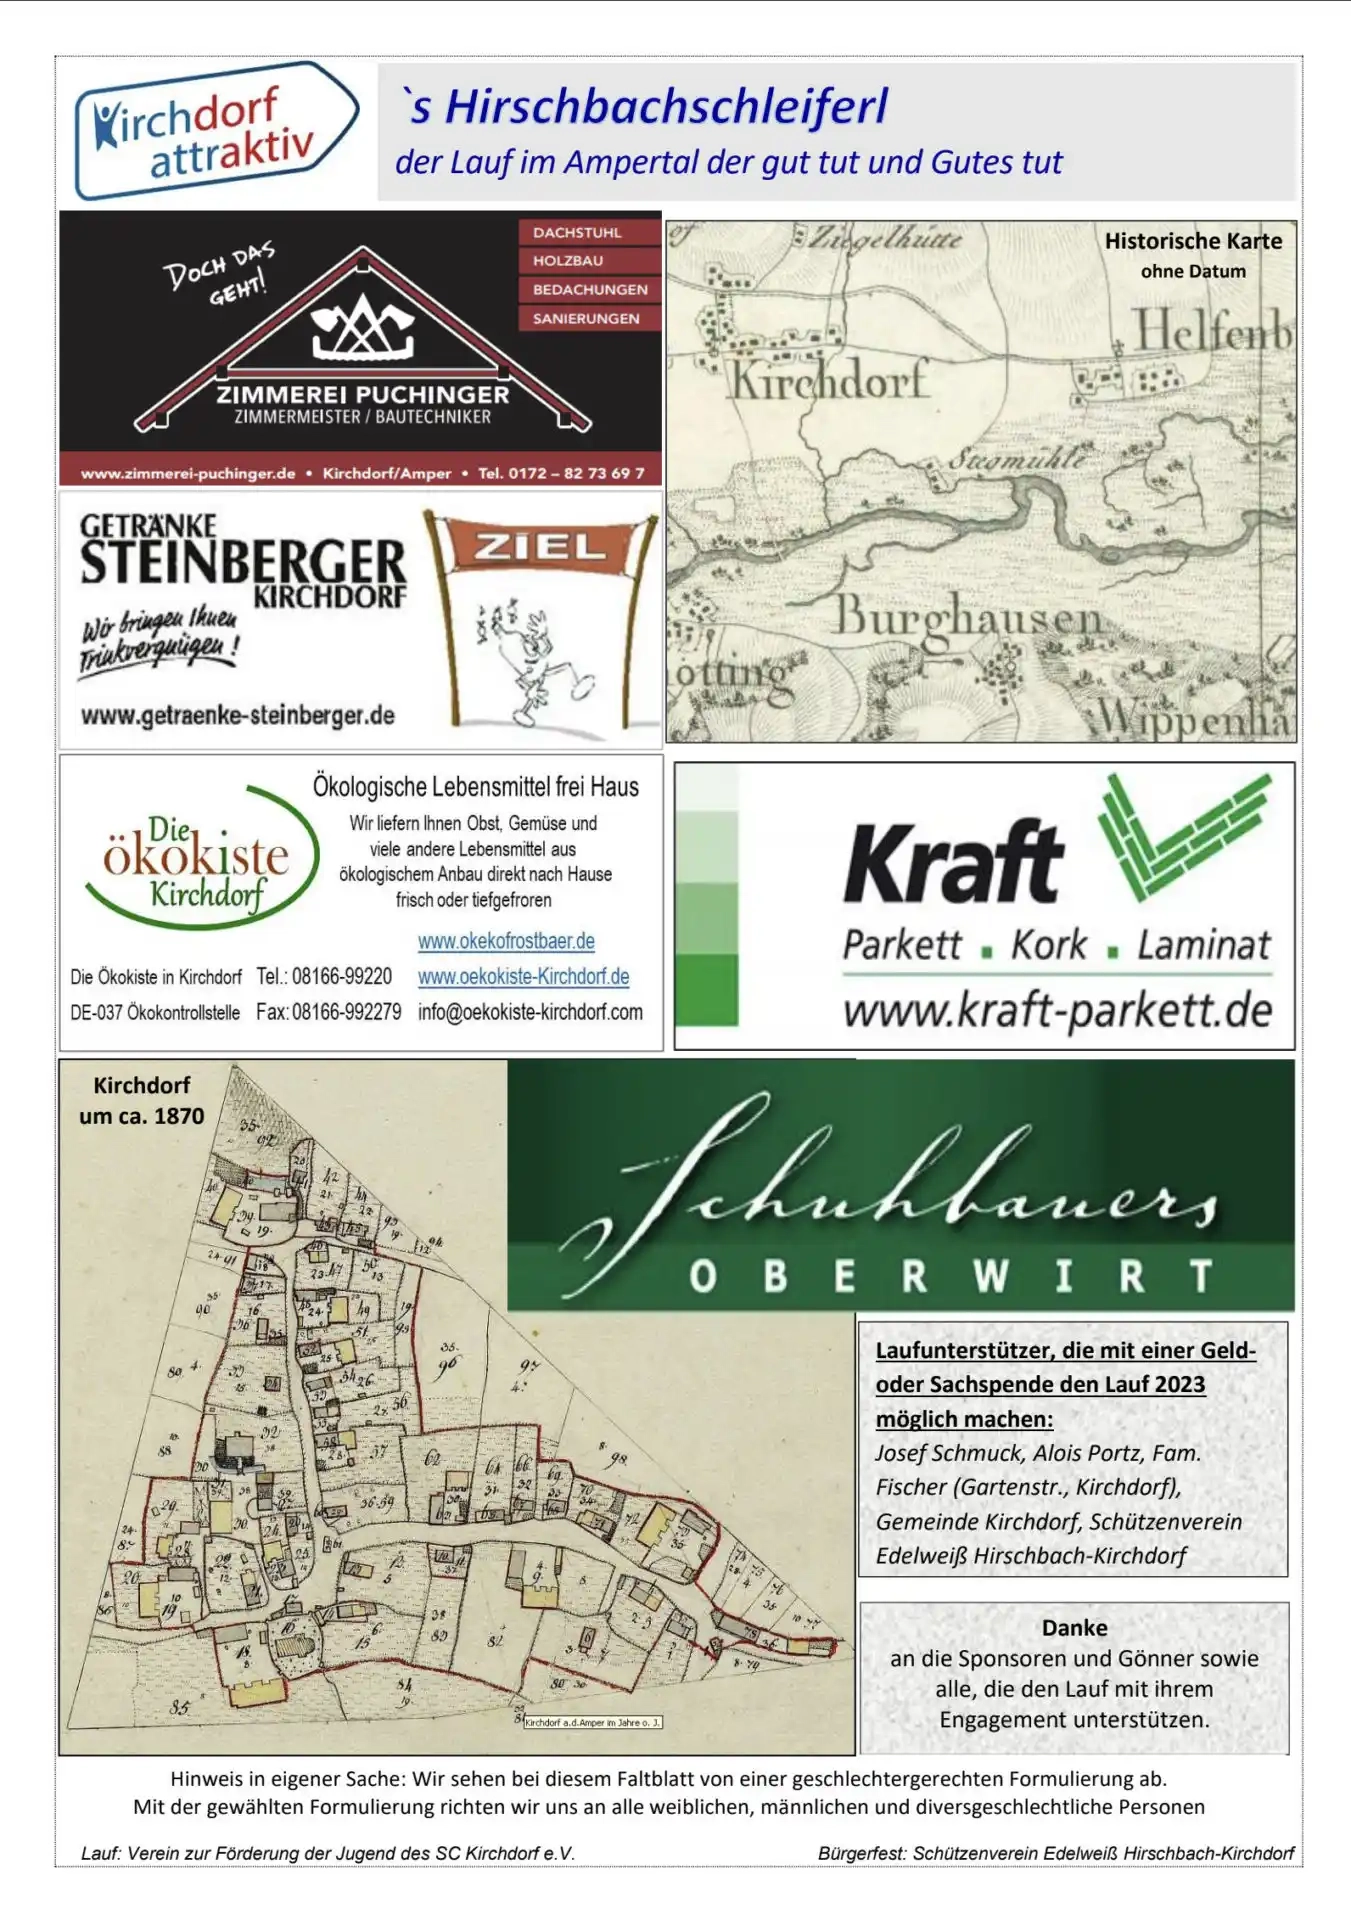 Kirchdorf
attraktiv
`s Hirschbachschleiferl
der Lauf im Ampertal der gut tut und Gutes tut
DOCH DAS
GEHT!
DACHSTUHL
HOLZBAU
BEDACHUNGEN
SANIERUNGEN
ZIMMEREI PUCHINGER
ZIMMERMEISTER / BAUTECHNIKER
www.zimmerei-puchinger.de • Kirchdorf/Amper • Tel. 0172 – 82 73 69 7
Historische Karte
ohne Datum
Ziegelhütte
Helfenb
Kirchdorf
Stegmühle
Burghausen
ötting
Wippenha
GETRÄNKE
STEINBERGER
KIRCHDORF
Wir bringen Ihnen
Trinkvergnügen !
www.getraenke-steinberger.de
ZIEL
Die
ökokiste
Kirchdorf
Ökologische Lebensmittel frei Haus
Wir liefern Ihnen Obst, Gemüse und
viele andere Lebensmittel aus
ökologischem Anbau direkt nach Hause
frisch oder tiefgefroren
www.okekofrostbaer.de
Die Ökokiste in Kirchdorf Tel.: 08166-99220 www.oekokiste-Kirchdorf.de
DE-037 Ökokontrollstelle Fax: 08166-992279 info@oekokiste-kirchdorf.com
Kraft
Parkett ▪ Kork ▪ Laminat
www.kraft-parkett.de
Kirchdorf
um ca. 1870
Kirchdorf a.d.Amper im Jahre o. J.
Schuhbauers
OBERWIRT
Laufunterstützer, die mit einer Geld-
oder Sachspende den Lauf 2023
möglich machen:
Josef Schmuck, Alois Portz, Fam.
Fischer (Gartenstr., Kirchdorf),
Gemeinde Kirchdorf, Schützenverein
Edelweiß Hirschbach-Kirchdorf
Danke
an die Sponsoren und Gönner sowie
alle, die den Lauf mit ihrem
Engagement unterstützen.
Hinweis in eigener Sache: Wir sehen bei diesem Faltblatt von einer geschlechtergerechten Formulierung ab.
Mit der gewählten Formulierung richten wir uns an alle weiblichen, männlichen und diversgeschlechtliche Personen
Lauf: Verein zur Förderung der Jugend des SC Kirchdorf e.V.
Bürgerfest: Schützenverein Edelweiß Hirschbach-Kirchdorf